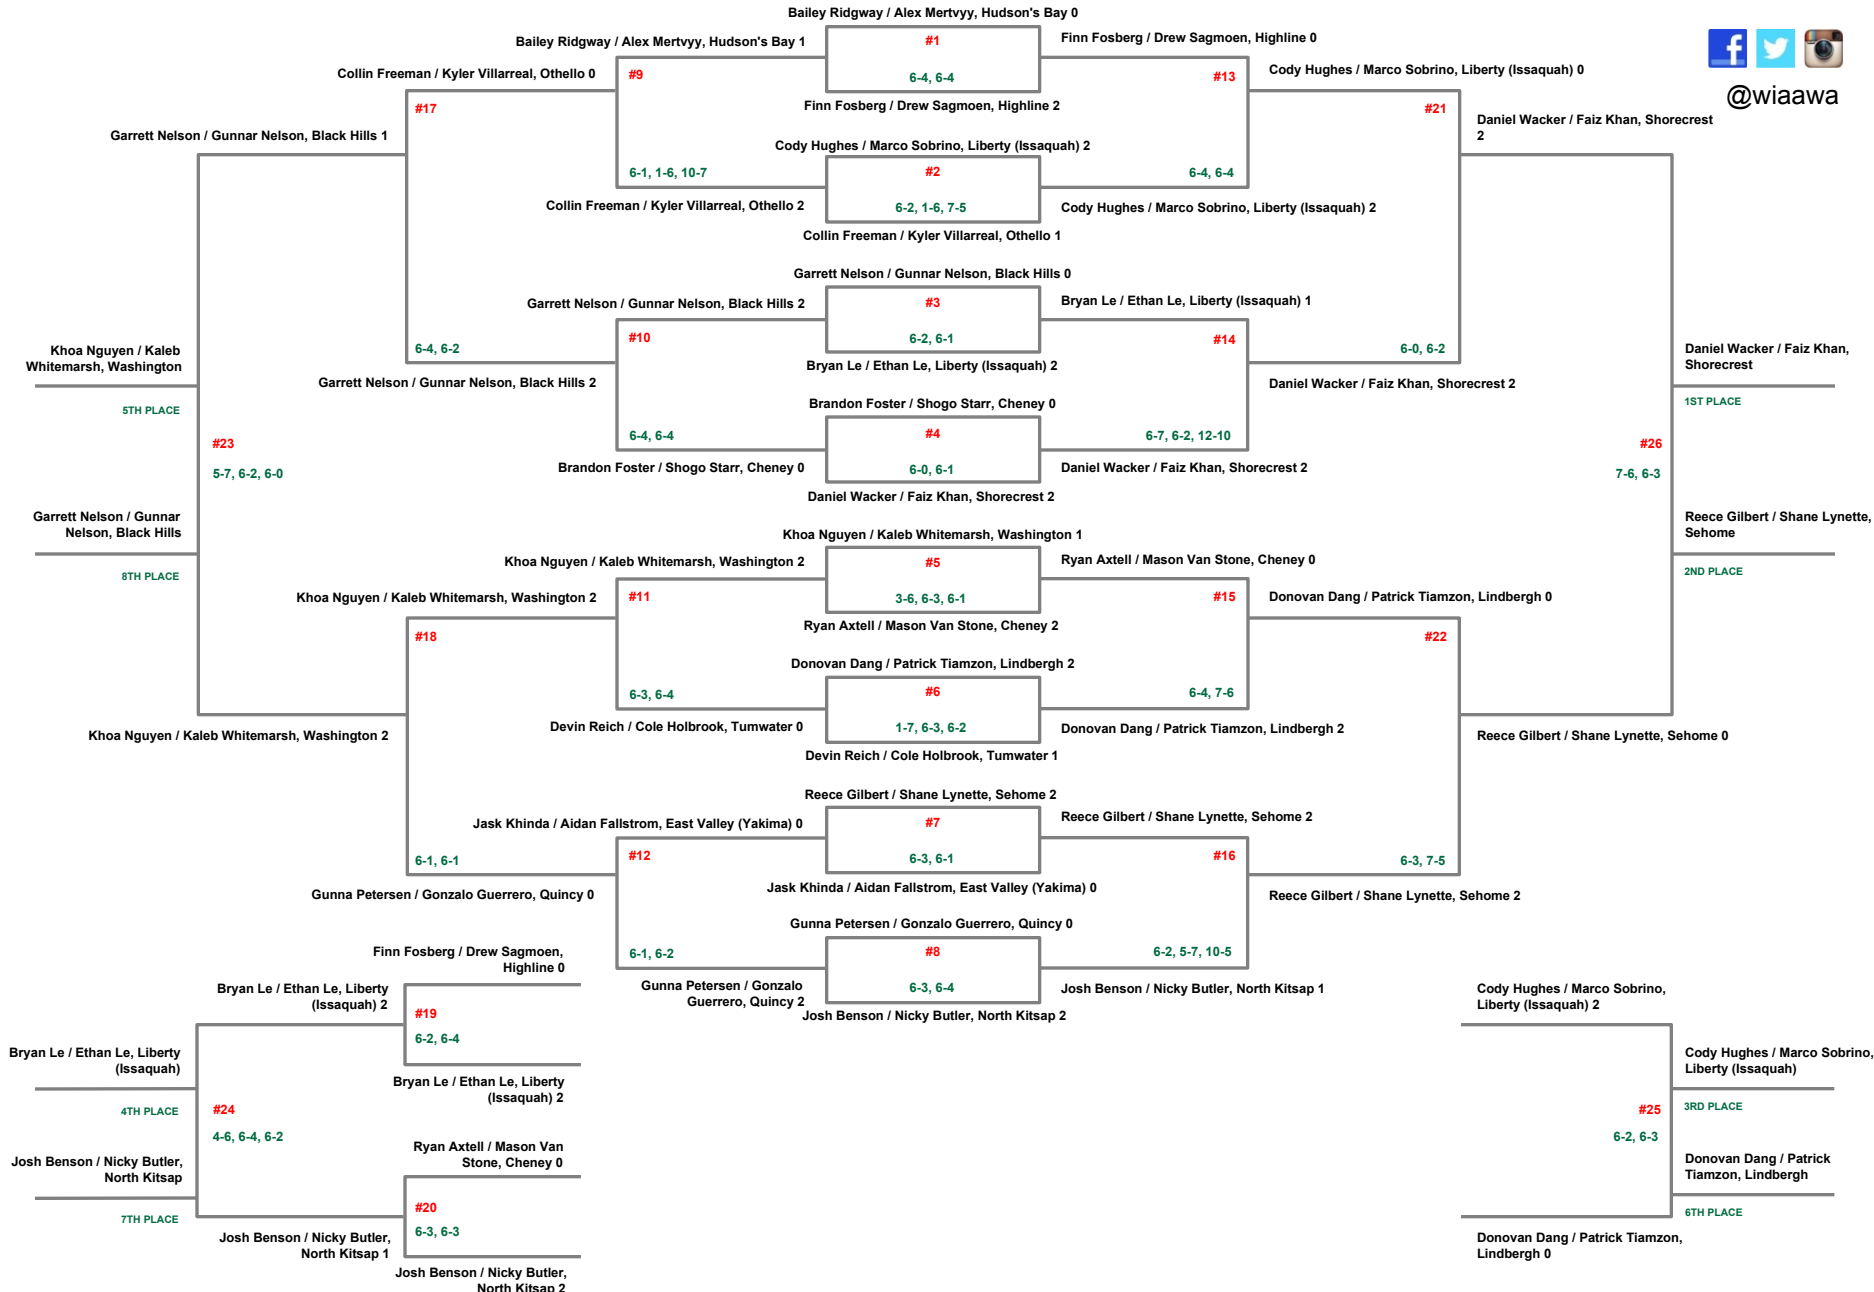 Bailey Ridgway / Alex Mertvyy, Hudson's Bay 0
Bailey Ridgway / Alex Mertvyy, Hudson's Bay 1
#1
Finn Fosberg / Drew Sagmoen, Highline 0
Collin Freeman / Kyler Villarreal, Othello 0
#9
6-4, 6-4
#13
Cody Hughes / Marco Sobrino, Liberty (Issaquah) 0
@wiaawa
#17
Finn Fosberg / Drew Sagmoen, Highline 2
#21
Garrett Nelson / Gunnar Nelson, Black Hills 1
Daniel Wacker / Faiz Khan, Shorecrest
2
Cody Hughes / Marco Sobrino, Liberty (Issaquah) 2
6-1, 1-6, 10-7
#2
6-4, 6-4
Collin Freeman / Kyler Villarreal, Othello 2
6-2, 1-6, 7-5
Cody Hughes / Marco Sobrino, Liberty (Issaquah) 2
Collin Freeman / Kyler Villarreal, Othello 1
Garrett Nelson / Gunnar Nelson, Black Hills 0
Garrett Nelson / Gunnar Nelson, Black Hills 2
#3
Bryan Le / Ethan Le, Liberty (Issaquah) 1
#10
6-2, 6-1
#14
Khoa Nguyen / Kaleb
Whitemarsh, Washington
6-4, 6-2
6-0, 6-2
Daniel Wacker / Faiz Khan,
Shorecrest
Bryan Le / Ethan Le, Liberty (Issaquah) 2
Garrett Nelson / Gunnar Nelson, Black Hills 2
Daniel Wacker / Faiz Khan, Shorecrest 2
5TH PLACE
Brandon Foster / Shogo Starr, Cheney 0
1ST PLACE
#23
6-4, 6-4
#4
6-7, 6-2, 12-10
#26
5-7, 6-2, 6-0
Brandon Foster / Shogo Starr, Cheney 0
6-0, 6-1
Daniel Wacker / Faiz Khan, Shorecrest 2
7-6, 6-3
Daniel Wacker / Faiz Khan, Shorecrest 2
Garrett Nelson / Gunnar
Nelson, Black Hills
Reece Gilbert / Shane Lynette,
Sehome
Khoa Nguyen / Kaleb Whitemarsh, Washington 1
Khoa Nguyen / Kaleb Whitemarsh, Washington 2
#5
Ryan Axtell / Mason Van Stone, Cheney 0
8TH PLACE
2ND PLACE
Khoa Nguyen / Kaleb Whitemarsh, Washington 2
#11
3-6, 6-3, 6-1
#15
Donovan Dang / Patrick Tiamzon, Lindbergh 0
#18
Ryan Axtell / Mason Van Stone, Cheney 2
#22
Donovan Dang / Patrick Tiamzon, Lindbergh 2
6-3, 6-4
#6
6-4, 7-6
Devin Reich / Cole Holbrook, Tumwater 0
1-7, 6-3, 6-2
Donovan Dang / Patrick Tiamzon, Lindbergh 2
Khoa Nguyen / Kaleb Whitemarsh, Washington 2
Reece Gilbert / Shane Lynette, Sehome 0
Devin Reich / Cole Holbrook, Tumwater 1
Reece Gilbert / Shane Lynette, Sehome 2
Jask Khinda / Aidan Fallstrom, East Valley (Yakima) 0
#7
Reece Gilbert / Shane Lynette, Sehome 2
6-1, 6-1
#12
6-3, 6-1
#16
6-3, 7-5
Jask Khinda / Aidan Fallstrom, East Valley (Yakima) 0
Gunna Petersen / Gonzalo Guerrero, Quincy 0
Reece Gilbert / Shane Lynette, Sehome 2
Gunna Petersen / Gonzalo Guerrero, Quincy 0
Finn Fosberg / Drew Sagmoen,
Highline 0
6-1, 6-2
#8
6-2, 5-7, 10-5
Bryan Le / Ethan Le, Liberty
(Issaquah) 2
Gunna Petersen / Gonzalo
Guerrero, Quincy 2
6-3, 6-4
Josh Benson / Nicky Butler, North Kitsap 1
Cody Hughes / Marco Sobrino,
Liberty (Issaquah) 2
#19
Josh Benson / Nicky Butler, North Kitsap 2
6-2, 6-4
Bryan Le / Ethan Le, Liberty
(Issaquah)
Cody Hughes / Marco Sobrino,
Liberty (Issaquah)
Bryan Le / Ethan Le, Liberty
(Issaquah) 2
4TH PLACE
#24
#25
3RD PLACE
4-6, 6-4, 6-2
6-2, 6-3
Ryan Axtell / Mason Van
Stone, Cheney 0
Josh Benson / Nicky Butler,
North Kitsap
Donovan Dang / Patrick
Tiamzon, Lindbergh
#20
7TH PLACE
6TH PLACE
6-3, 6-3
Josh Benson / Nicky Butler,
North Kitsap 1
Donovan Dang / Patrick Tiamzon,
Lindbergh 0
Josh Benson / Nicky Butler,
North Kitsap 2